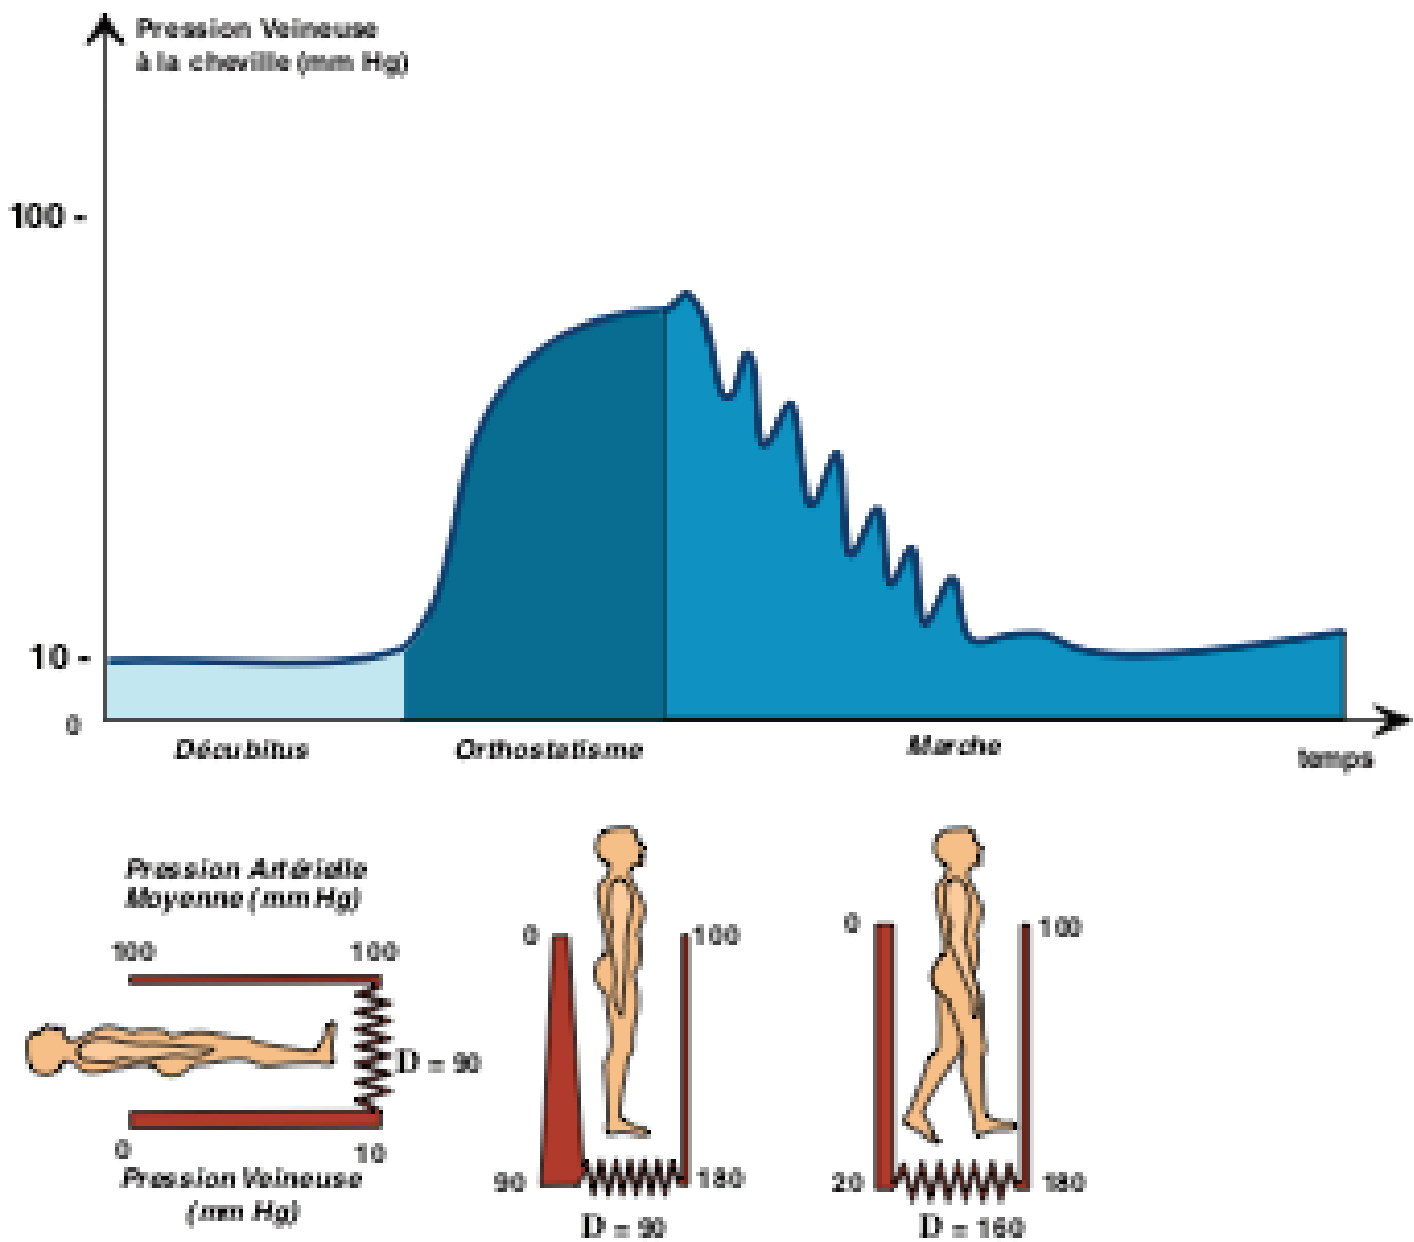 Pression Veineuse
à la cheville (mm Hg)
100 -
10 -
0
Décubitus
Orthostatisme
Marche
temps
Pression Artérielle
Moyenne (mm Hg)
100
100
D = 90
0
10
Pression Veineuse
(mm Hg)
0
100
90
180
D = 90
0
100
20
180
D = 160